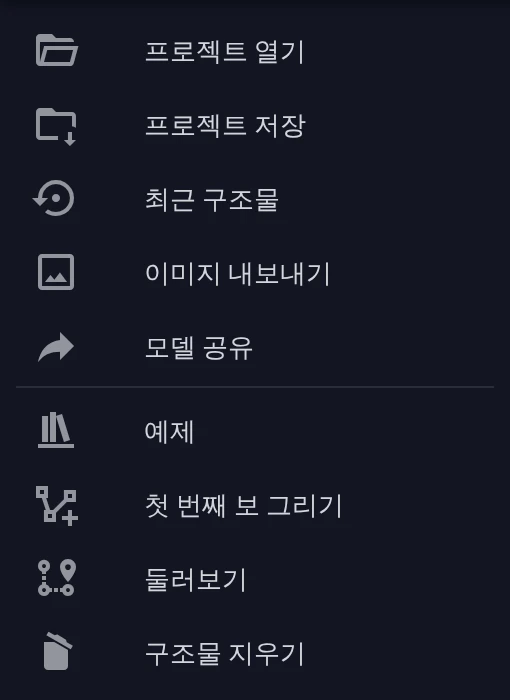 프로젝트 열기
프로젝트 저장
최근 구조물
이미지 내보내기
모델 공유
예제
첫 번째 보 그리기
둘러보기
구조물 지우기